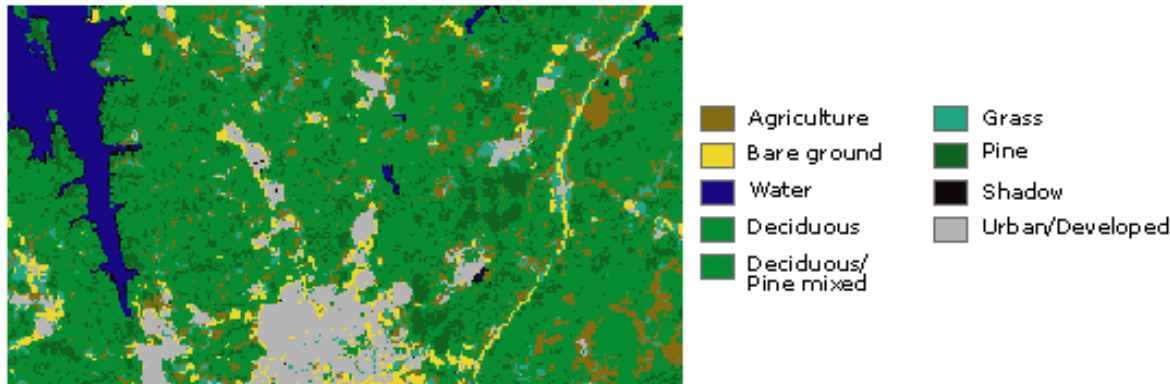 Agriculture
Bare ground
Water
Deciduous
Deciduous/
Pine mixed
Grass
Pine
Shadow
Urban/Developed